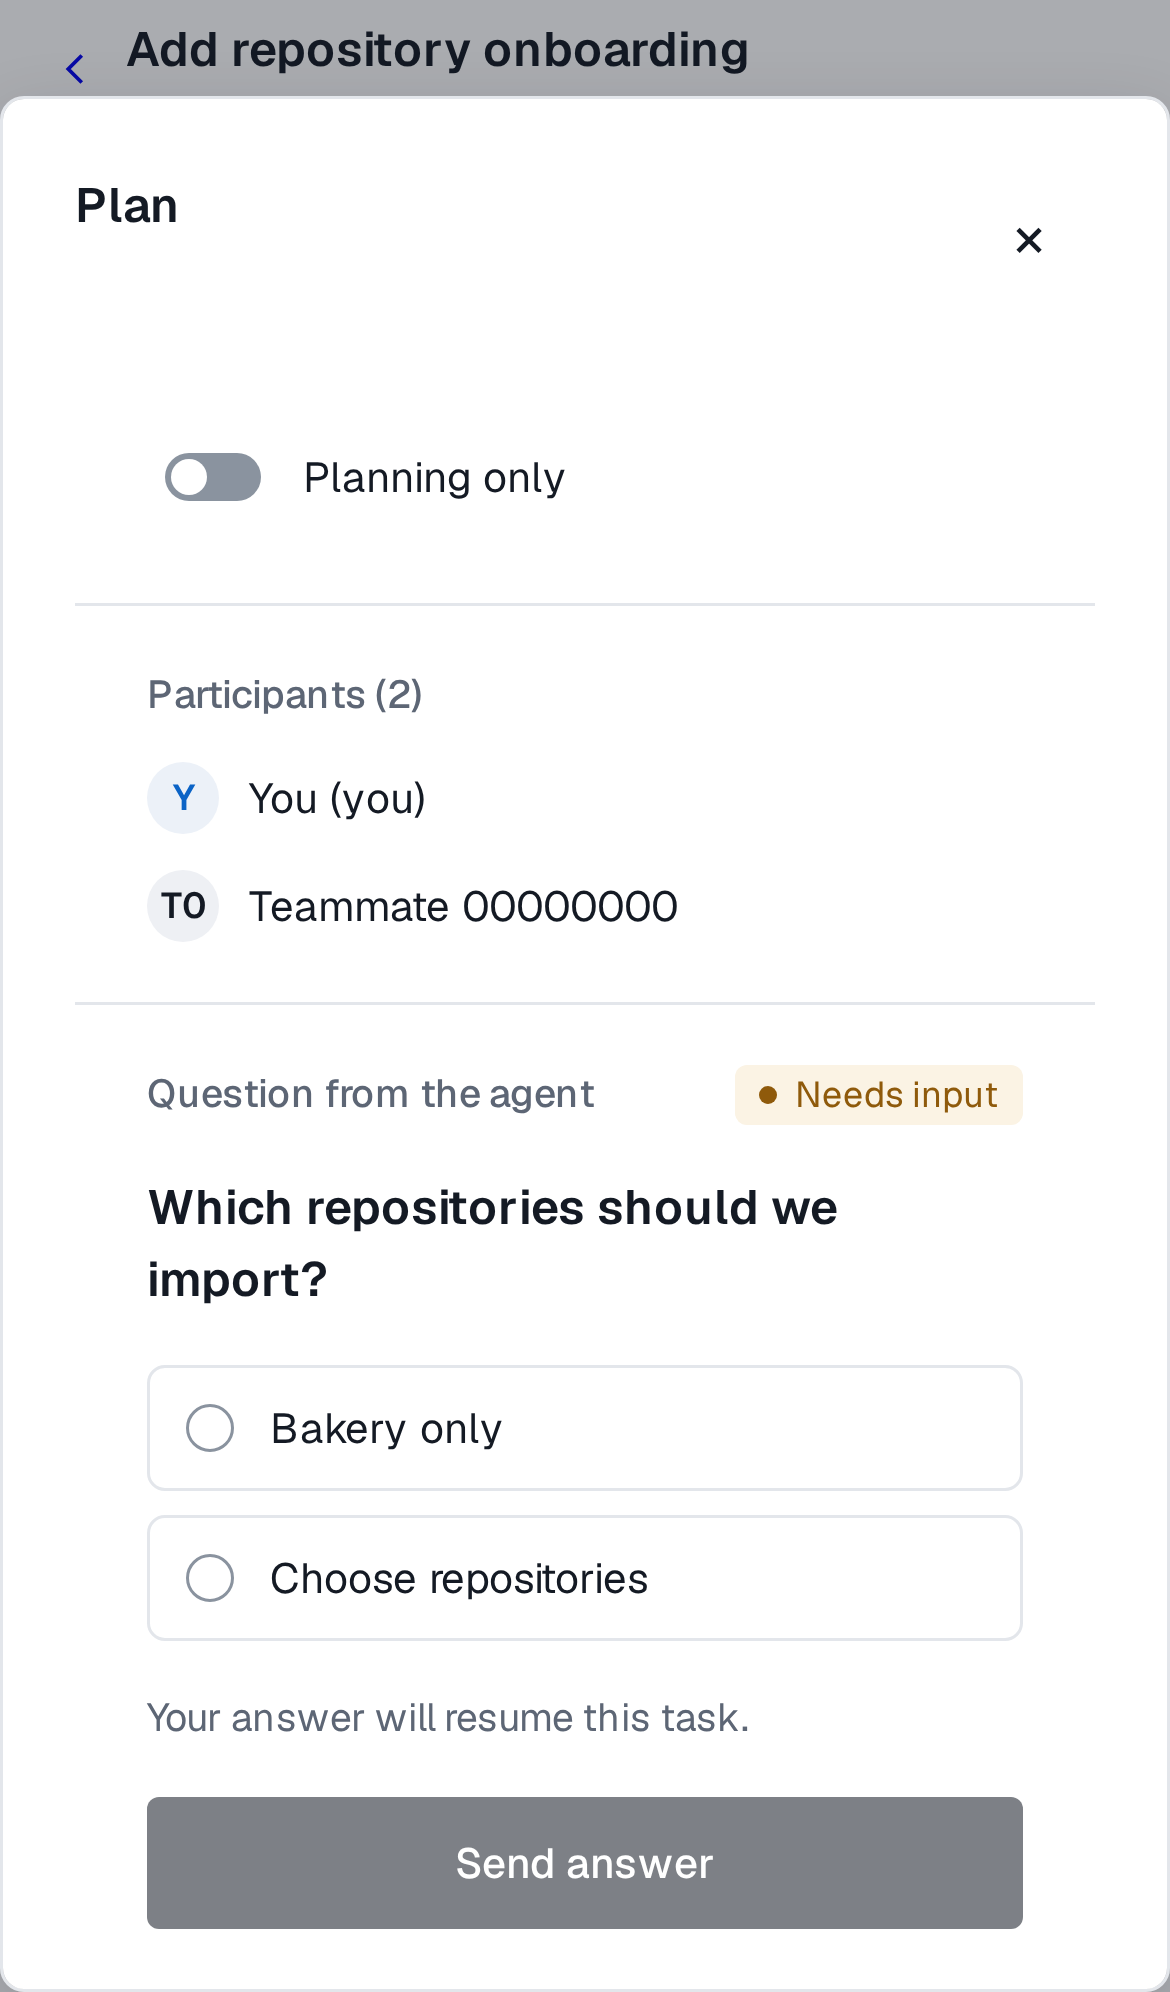 Add repository onboarding
Plan
Planning only
Participants (2)
Y
You (you)
T0
Teammate 00000000
Question from the agent
Needs input
Which repositories should we
import?
Bakery only
Choose repositories
Your answer will resume this task.
Send answer